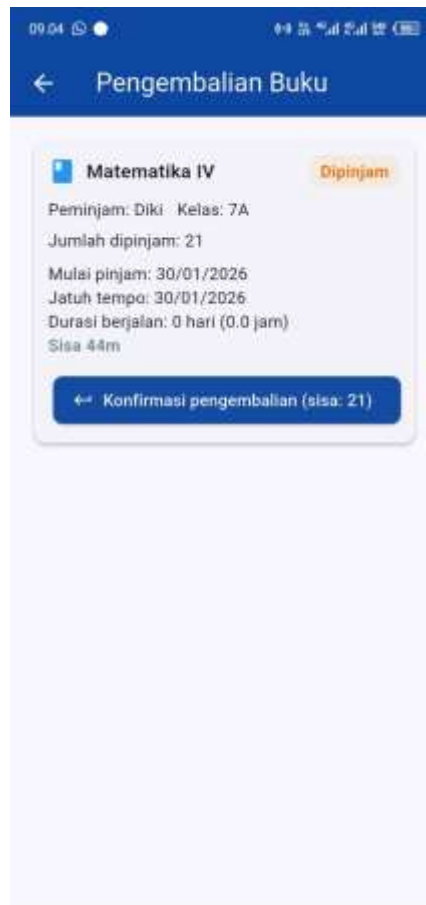 09.04
Pengembalian Buku
Matematika IV
Dipinjam
Peminjam: Diki Kelas: 7A
Jumlah dipinjam: 21
Mulai pinjam: 30/01/2026
Jatuh tempo: 30/01/2026
Durasi berjalan: 0 hari (0.0 jam)
Sisa 44m
Konfirmasi pengembalian (sisa: 21)